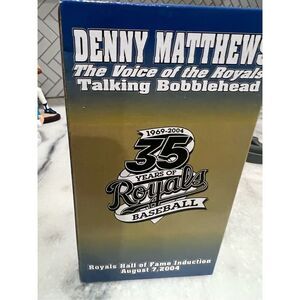 DENNY MATTHEWS
The Voice of the Royals
Talking Bobblehead
1969-2004
35
YEARS OF
Royals
BASEBALL
Royals Hall of Fame Induction
August 7, 2004